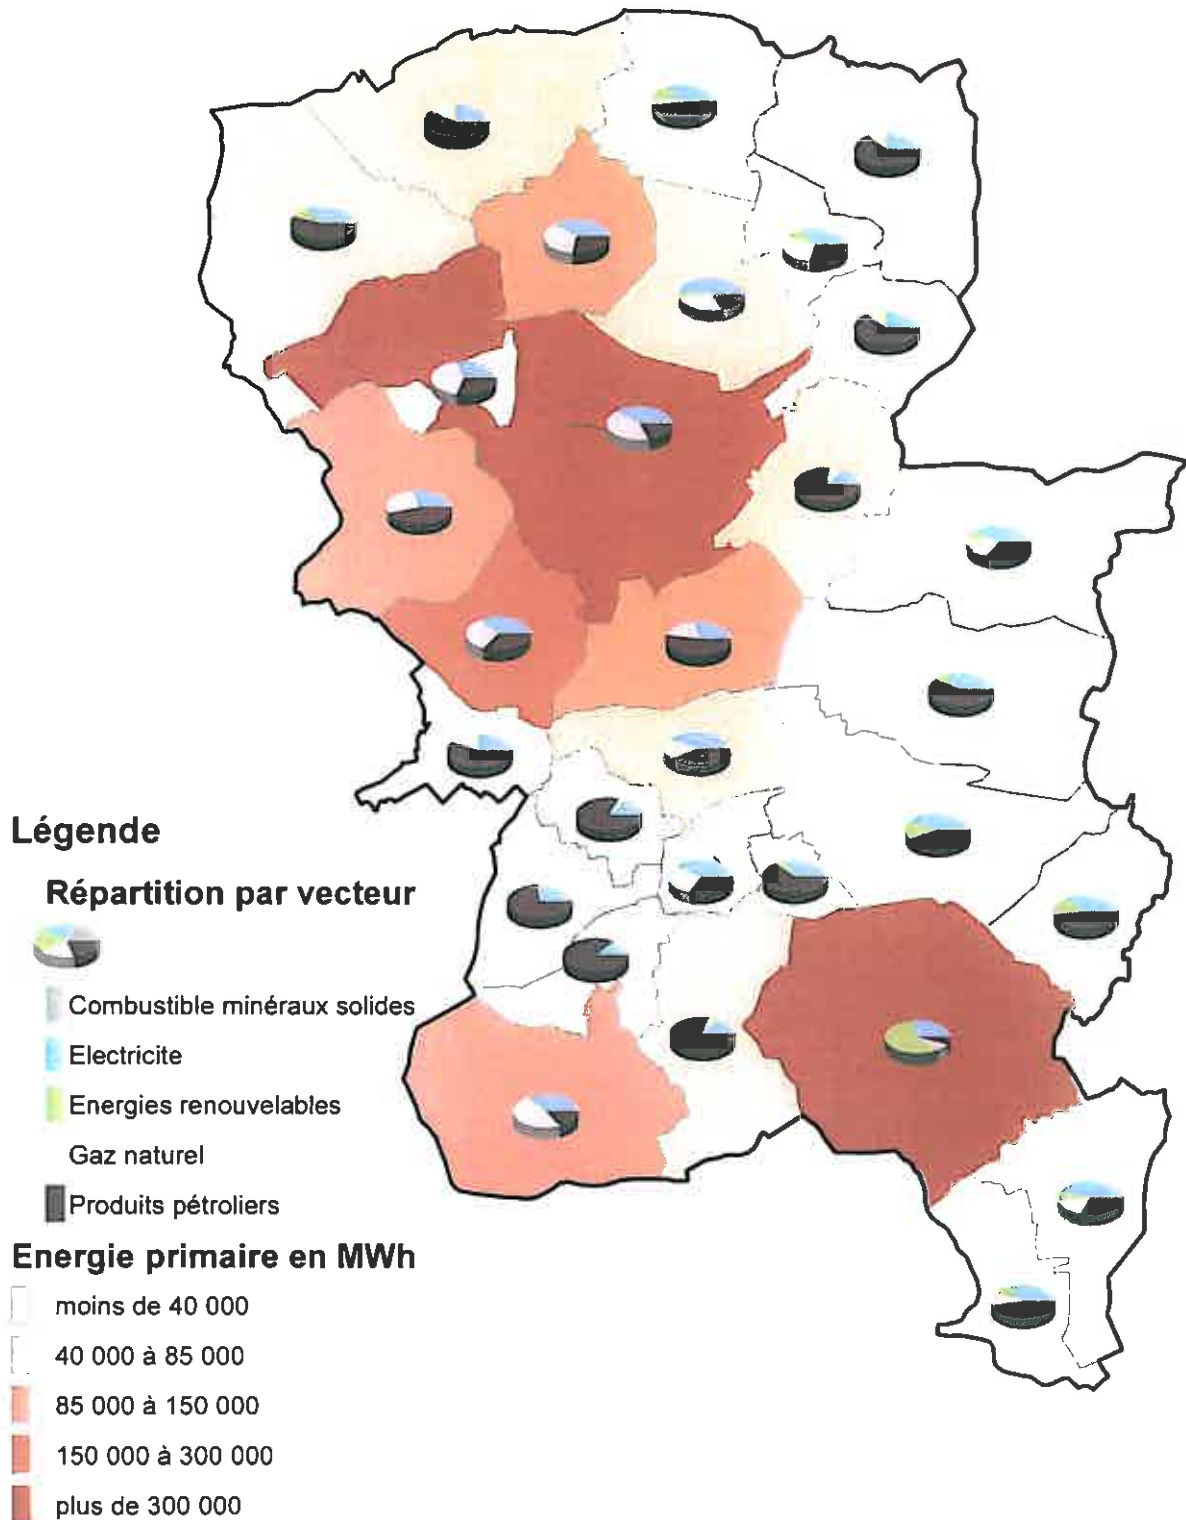 Légende
Répartition par vecteur
Combustible minéraux solides
Electricite
Energies renouvelables
Gaz naturel
Produits pétroliers
Energie primaire en MWh
moins de 40 000
40 000 à 85 000
85 000 à 150 000
150 000 à 300 000
plus de 300 000